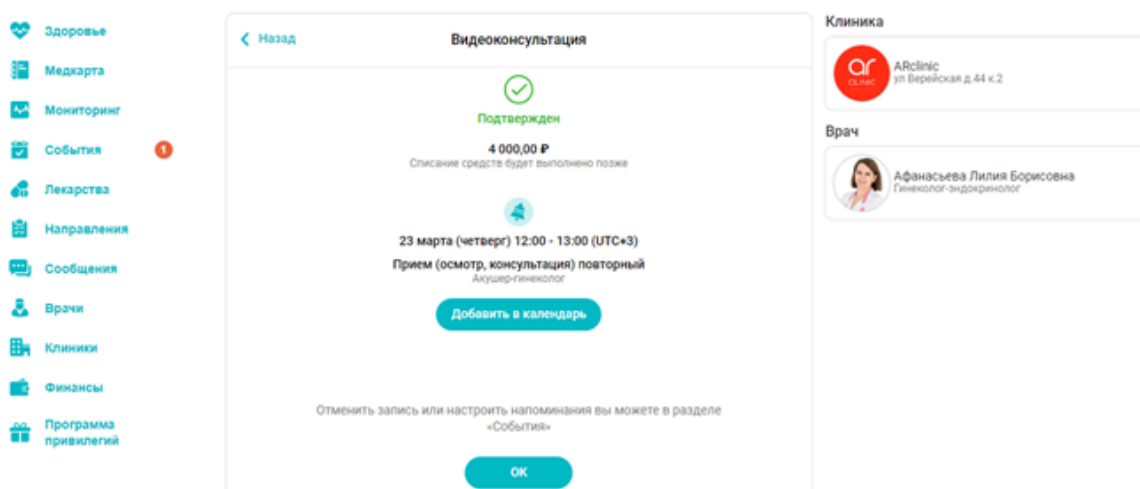 Здоровье
Медкарта
Мониторинг
События 1
Лекарства
Направления
Сообщения
Врачи
Клиники
Финансы
Программа
привилегий
Назад
Видеоконсультация
Подтвержден
4 000,00 ₽
Списание средств будет выполнено позже
23 марта (четверг) 12:00 - 13:00 (UTC+3)
Прием (осмотр, консультация) повторный
Акушер-гинеколог
Добавить в календарь
Отменить запись или настроить напоминания вы можете в разделе
«События»
ОК
Клиника
ar
CLINIC
ARclinic
ул Верейская д.44 к.2
Врач
Афанасьева Лилия Борисовна
Гинеколог-эндокринолог